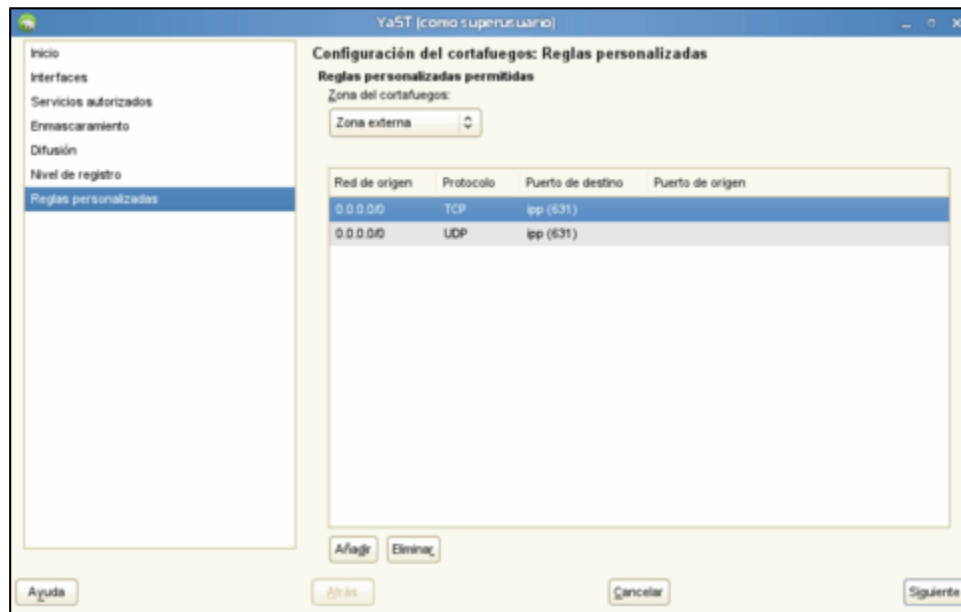 YaST (como superusuario)
Inicio
Interfaces
Servicios autorizados
Enmascaramiento
Difusión
Nivel de registro
Reglas personalizadas
Configuración del cortafuegos: Reglas personalizadas
Reglas personalizadas permitidas
Zona del cortafuegos:
Zona externa
Red de origen Protocolo Puerto de destino Puerto de origen
0.0.0.0/0 TCP ipp (631)
0.0.0.0/0 UDP ipp (631)
Añadir Eliminar
Ayuda Atrás Cancelar Siguiente